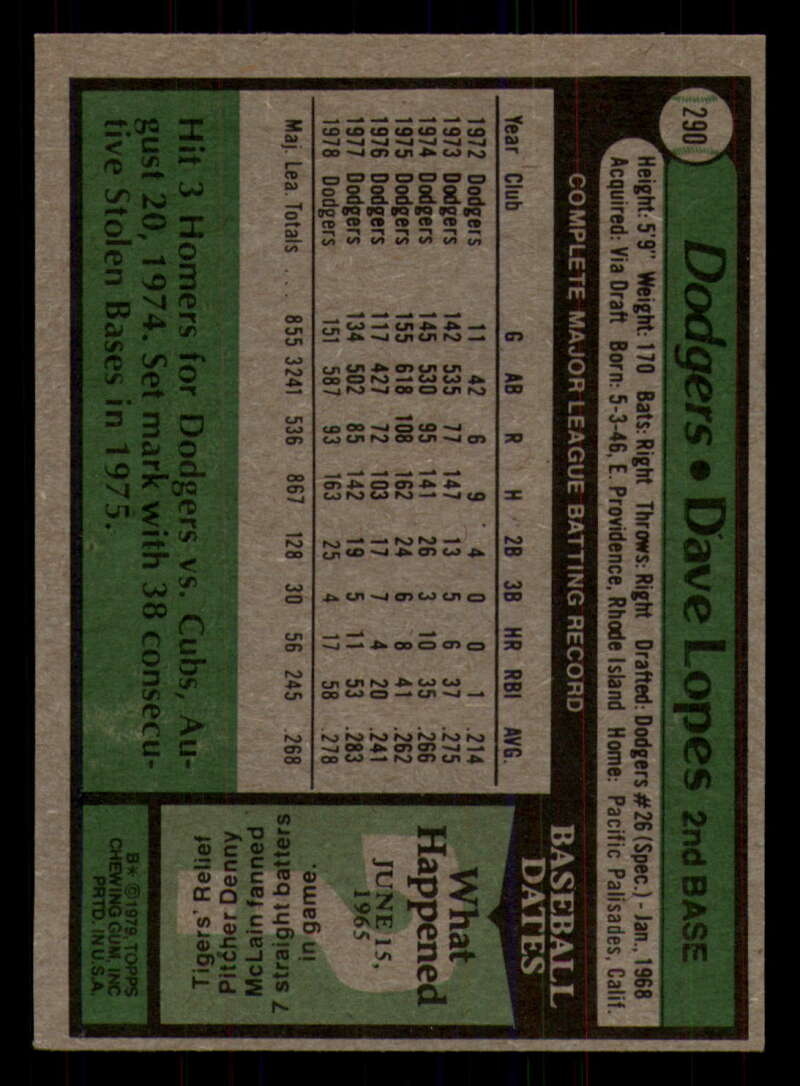 290
Dodgers • Dave Lopes 2nd BASE
Height: 5'9" Weight: 170 Bats: Right Throws: Right Drafted: Dodgers #26 (Spec.) - Jan., 1968
Acquired: Via Draft Born: 5-3-46, E. Providence, Rhode Island Home: Pacific Palisades, Calif.
COMPLETE MAJOR LEAGUE BATTING RECORD
Year Club G AB R H 2B 3B HR RBI AVG.
1972 Dodgers 11 42 6 9 4 0 0 1 .214
1973 Dodgers 142 535 77 147 13 5 6 37 .275
1974 Dodgers 145 530 95 141 26 3 10 35 .266
1975 Dodgers 155 618 108 162 24 6 8 41 .262
1976 Dodgers 117 427 72 103 17 7 4 20 .241
1977 Dodgers 134 502 85 142 19 5 11 53 .283
1978 Dodgers 151 587 93 163 25 4 17 58 .278
Maj. Lea. Totals . . . . 855 3241 536 867 128 30 56 245 .268
Hit 3 Homers for Dodgers vs. Cubs, Au-
gust 20, 1974. Set mark with 38 consecu-
tive Stolen Bases in 1975.
BASEBALL
DATES
What
Happened
JUNE 15,
1965
?
Tigers' Relief
Pitcher Denny
McLain fanned
7 straight batters
in game.
B* ©1979 TOPPS
CHEWING GUM, INC
PRTD. IN U.S.A.